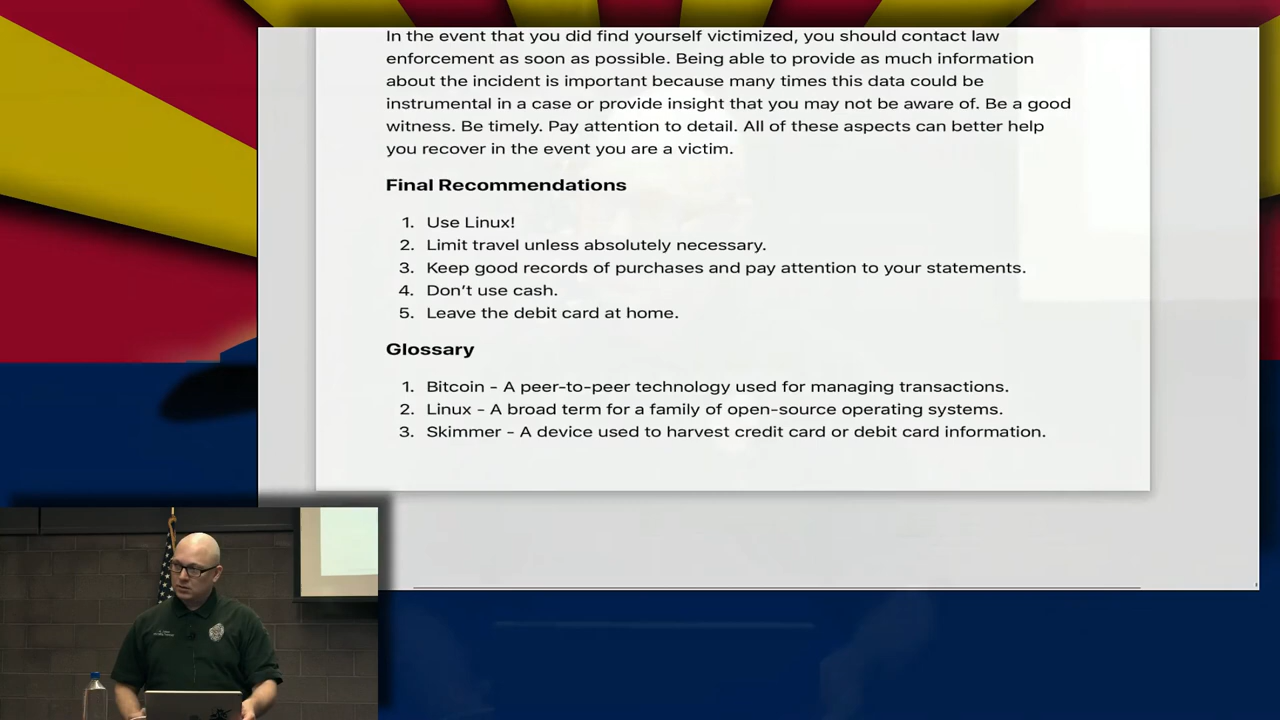 In the event that you did find yourself victimized, you should contact law
enforcement as soon as possible. Being able to provide as much information
about the incident is important because many times this data could be
instrumental in a case or provide insight that you may not be aware of. Be a good
witness. Be timely. Pay attention to detail. All of these aspects can better help
you recover in the event you are a victim.
Final Recommendations
1. Use Linux!
2. Limit travel unless absolutely necessary.
3. Keep good records of purchases and pay attention to your statements.
4. Don’t use cash.
5. Leave the debit card at home.
Glossary
1. Bitcoin - A peer-to-peer technology used for managing transactions.
2. Linux - A broad term for a family of open-source operating systems.
3. Skimmer - A device used to harvest credit card or debit card information.